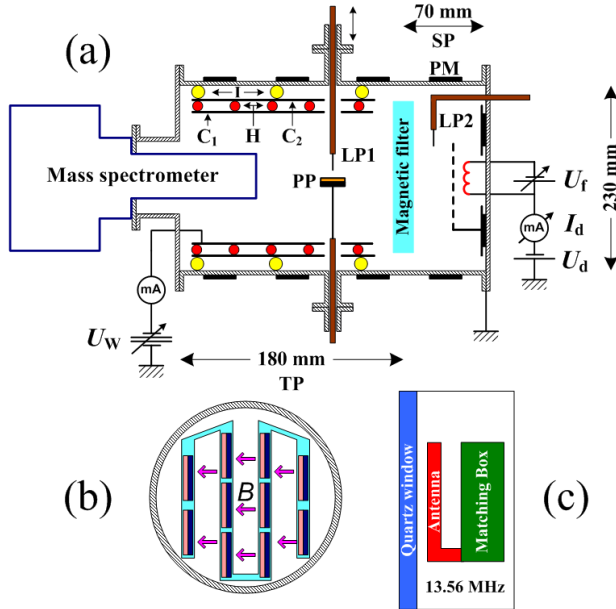 70 mm
SP
(a)
PM
I
C1 H C2
LP1
LP2
Mass spectrometer
PP
Magnetic filter
230 mm
Uf
mA
Id
Ud
mA
UW
180 mm
TP
(b)
B
Quartz window
Antenna
Matching Box
13.56 MHz
(c)